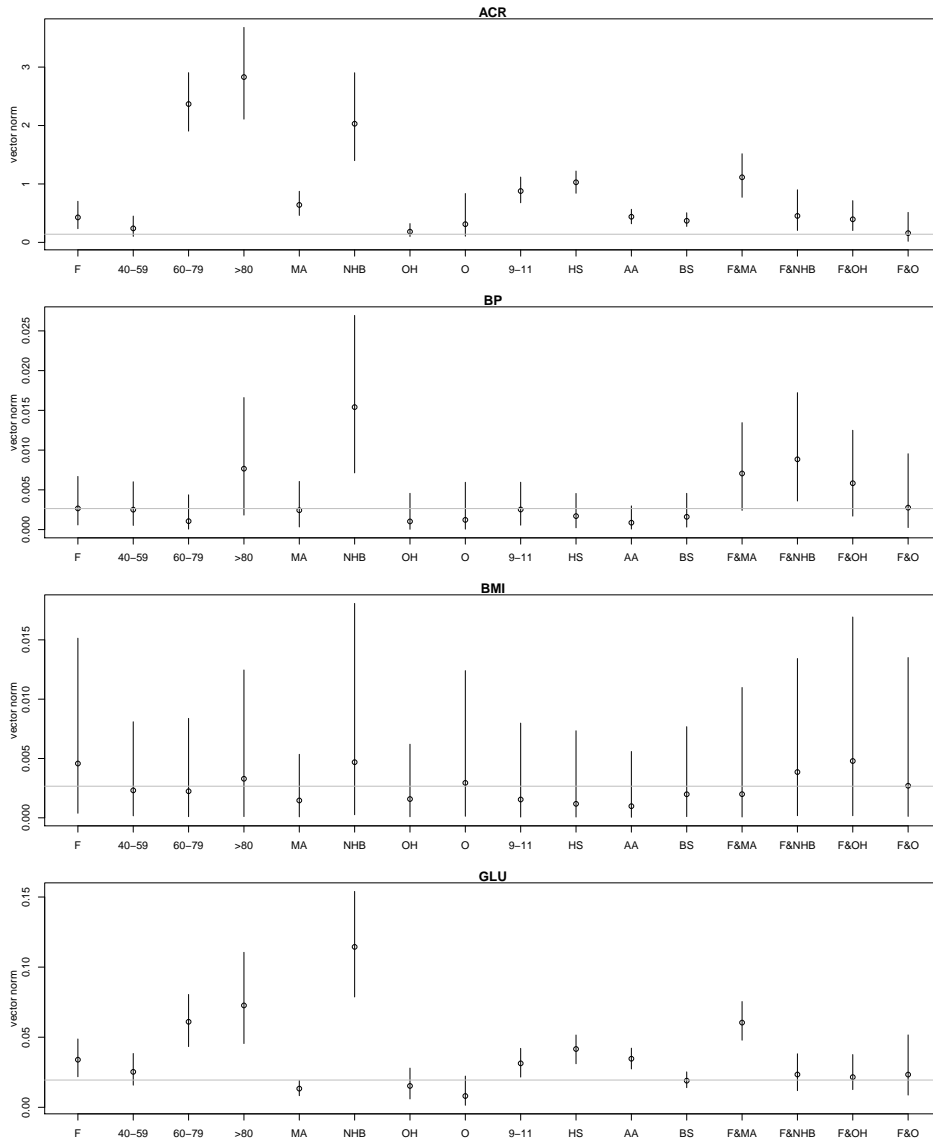 ACR
vector norm
3
2
1
0
F 40−59 60−79 >80 MA NHB OH O 9−11 HS AA BS F&MA F&NHB F&OH F&O
BP
vector norm
0.025
0.020
0.015
0.010
0.005
0.000
F 40−59 60−79 >80 MA NHB OH O 9−11 HS AA BS F&MA F&NHB F&OH F&O
BMI
vector norm
0.015
0.010
0.005
0.000
F 40−59 60−79 >80 MA NHB OH O 9−11 HS AA BS F&MA F&NHB F&OH F&O
GLU
vector norm
0.15
0.10
0.05
0.00
F 40−59 60−79 >80 MA NHB OH O 9−11 HS AA BS F&MA F&NHB F&OH F&O